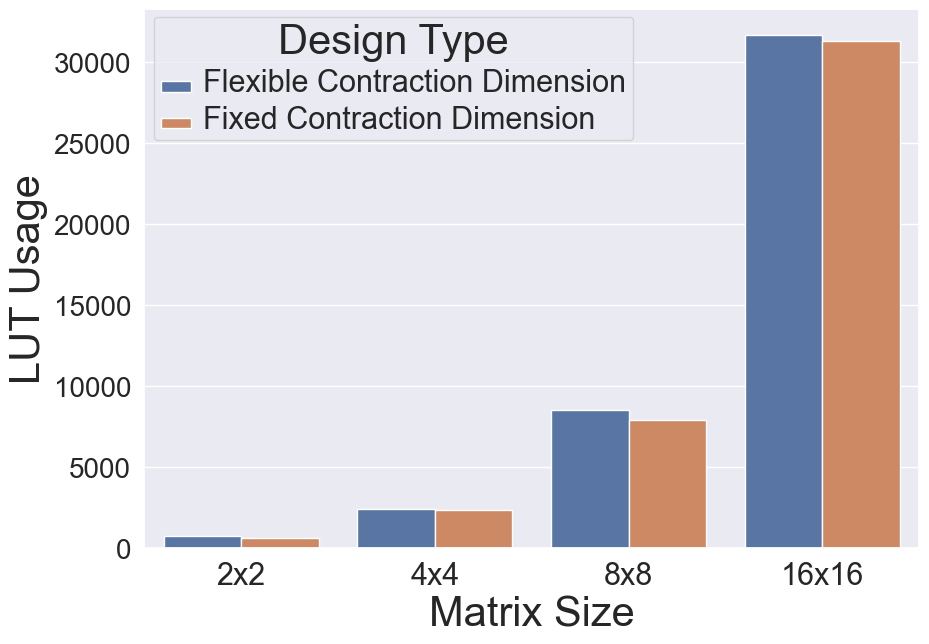 Design Type
Flexible Contraction Dimension
Fixed Contraction Dimension
LUT Usage
30000
25000
20000
15000
10000
5000
0
2x2
4x4
8x8
16x16
Matrix Size